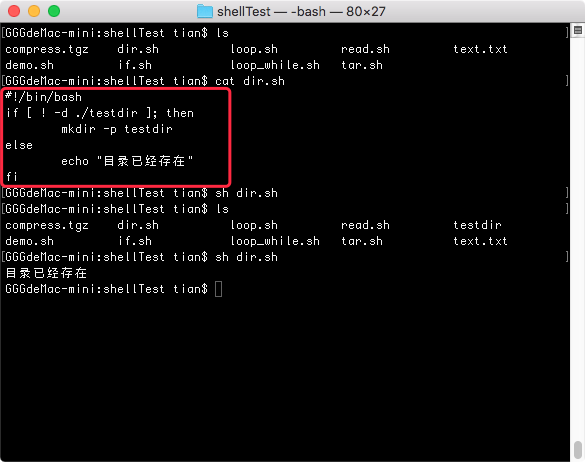 shellTest — -bash — 80×27
[GGGdeMac-mini:shellTest tian$ ls ]
compress.tgz dir.sh loop.sh read.sh text.txt
demo.sh if.sh loop_while.sh tar.sh
[GGGdeMac-mini:shellTest tian$ cat dir.sh ]
#!/bin/bash
if [ ! -d ./testdir ]; then
mkdir -p testdir
else
echo "目录已经存在"
fi
[GGGdeMac-mini:shellTest tian$ sh dir.sh ]
[GGGdeMac-mini:shellTest tian$ ls ]
compress.tgz dir.sh loop.sh read.sh testdir
demo.sh if.sh loop_while.sh tar.sh text.txt
[GGGdeMac-mini:shellTest tian$ sh dir.sh ]
目录已经存在
GGGdeMac-mini:shellTest tian$